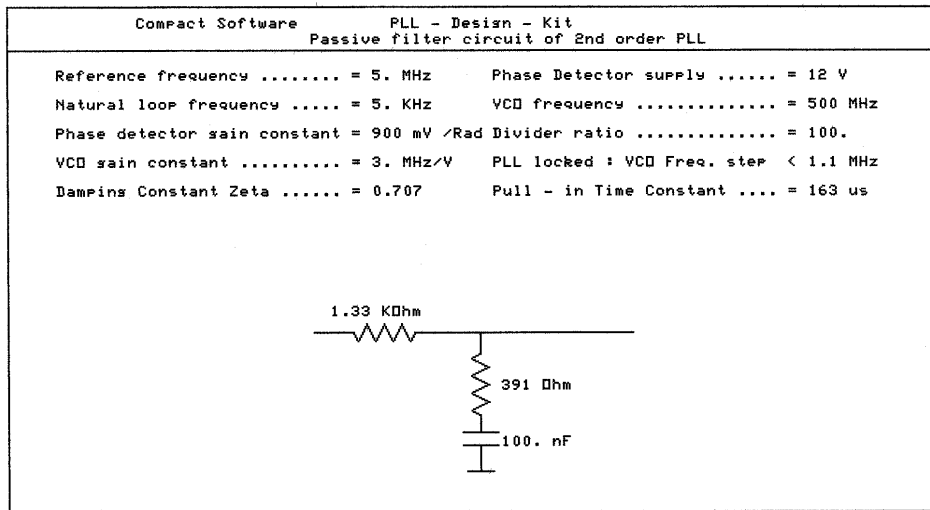 Compact Software PLL - Design - Kit
Passive filter circuit of 2nd order PLL
Reference frequency ........ = 5. MHz Phase Detector supply ...... = 12 V
Natural loop frequency ..... = 5. KHz VCO frequency ............. = 500 MHz
Phase detector gain constant = 900 mV /Rad Divider ratio .............. = 100.
VCO gain constant .......... = 3. MHz/V PLL locked : VCO Freq. step < 1.1 MHz
Damping Constant Zeta ...... = 0.707 Pull - in Time Constant .... = 163 us
1.33 KOhm
391 Ohm
100. nF